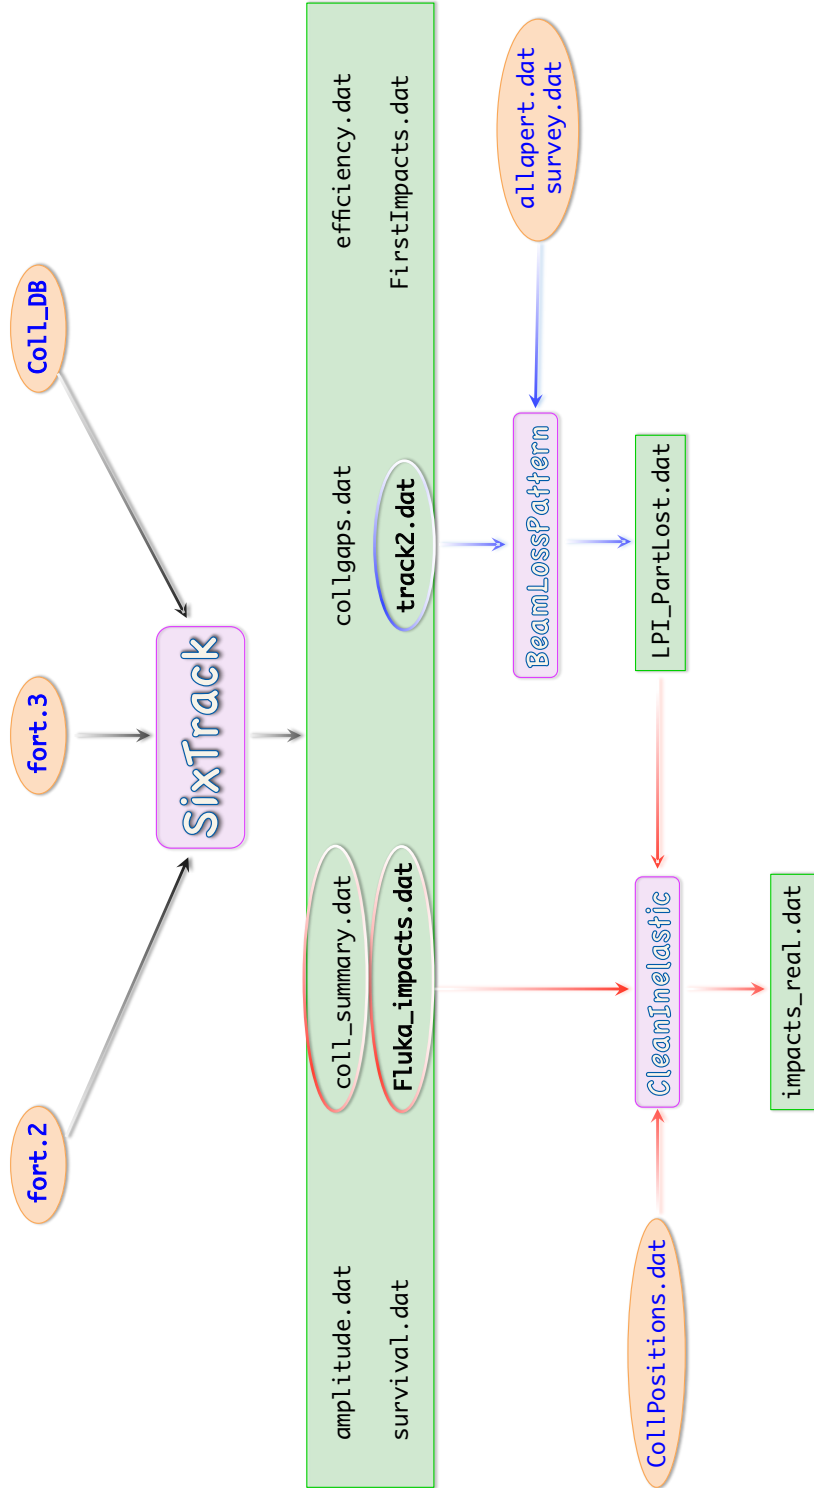 fort.2
fort.3
Coll_DB
SixTrack
amplitude.dat
coll_summary.dat
collgaps.dat
efficiency.dat
survival.dat
Fluka_impacts.dat
track2.dat
FirstImpacts.dat
allapert.dat
survey.dat
BeamLossPattern
CollPositions.dat
CleanInelastic
LPI_PartLost.dat
impacts_real.dat